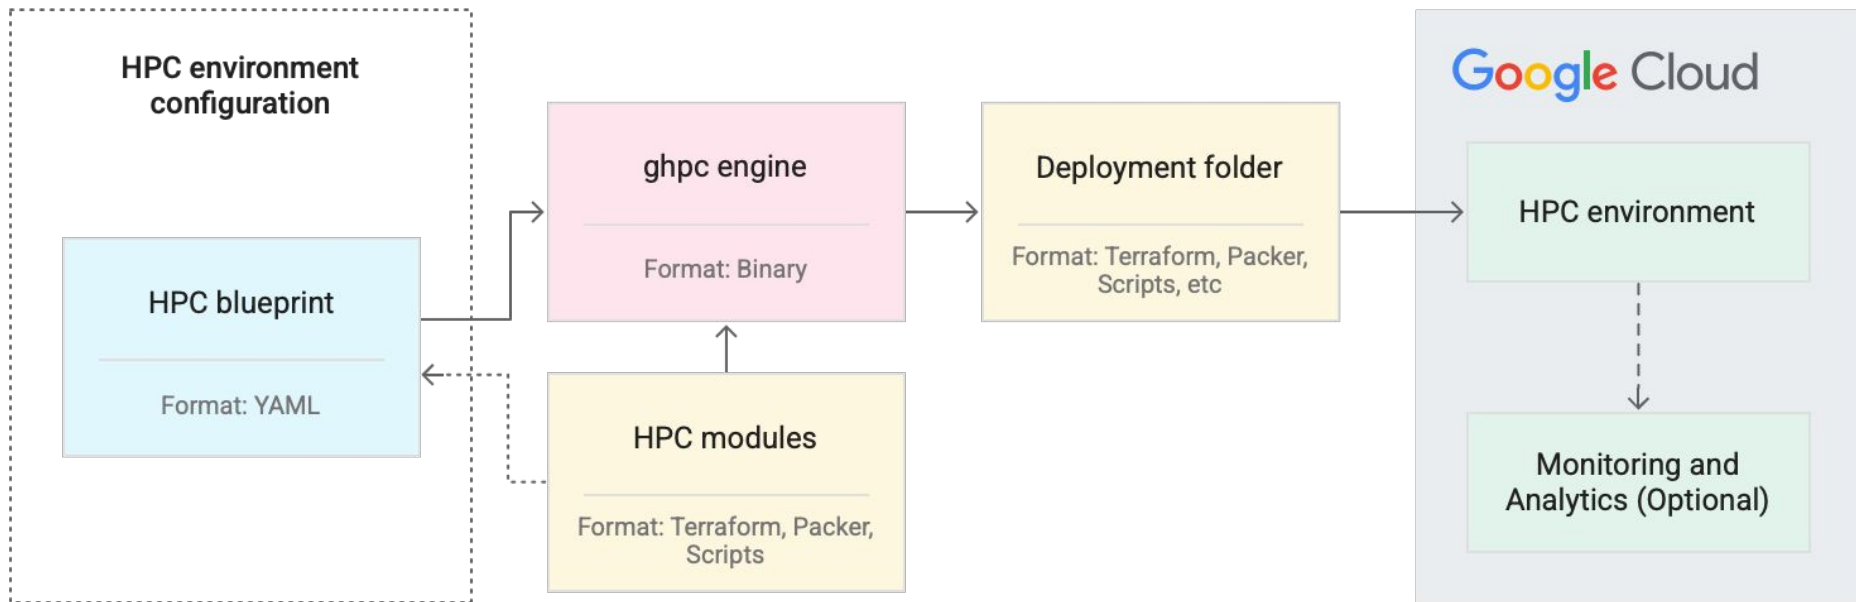 HPC environment
configuration
HPC blueprint
Format: YAML
ghpc engine
Format: Binary
HPC modules
Format: Terraform, Packer,
Scripts
Deployment folder
Format: Terraform, Packer,
Scripts, etc
Google Cloud
HPC environment
Monitoring and
Analytics (Optional)